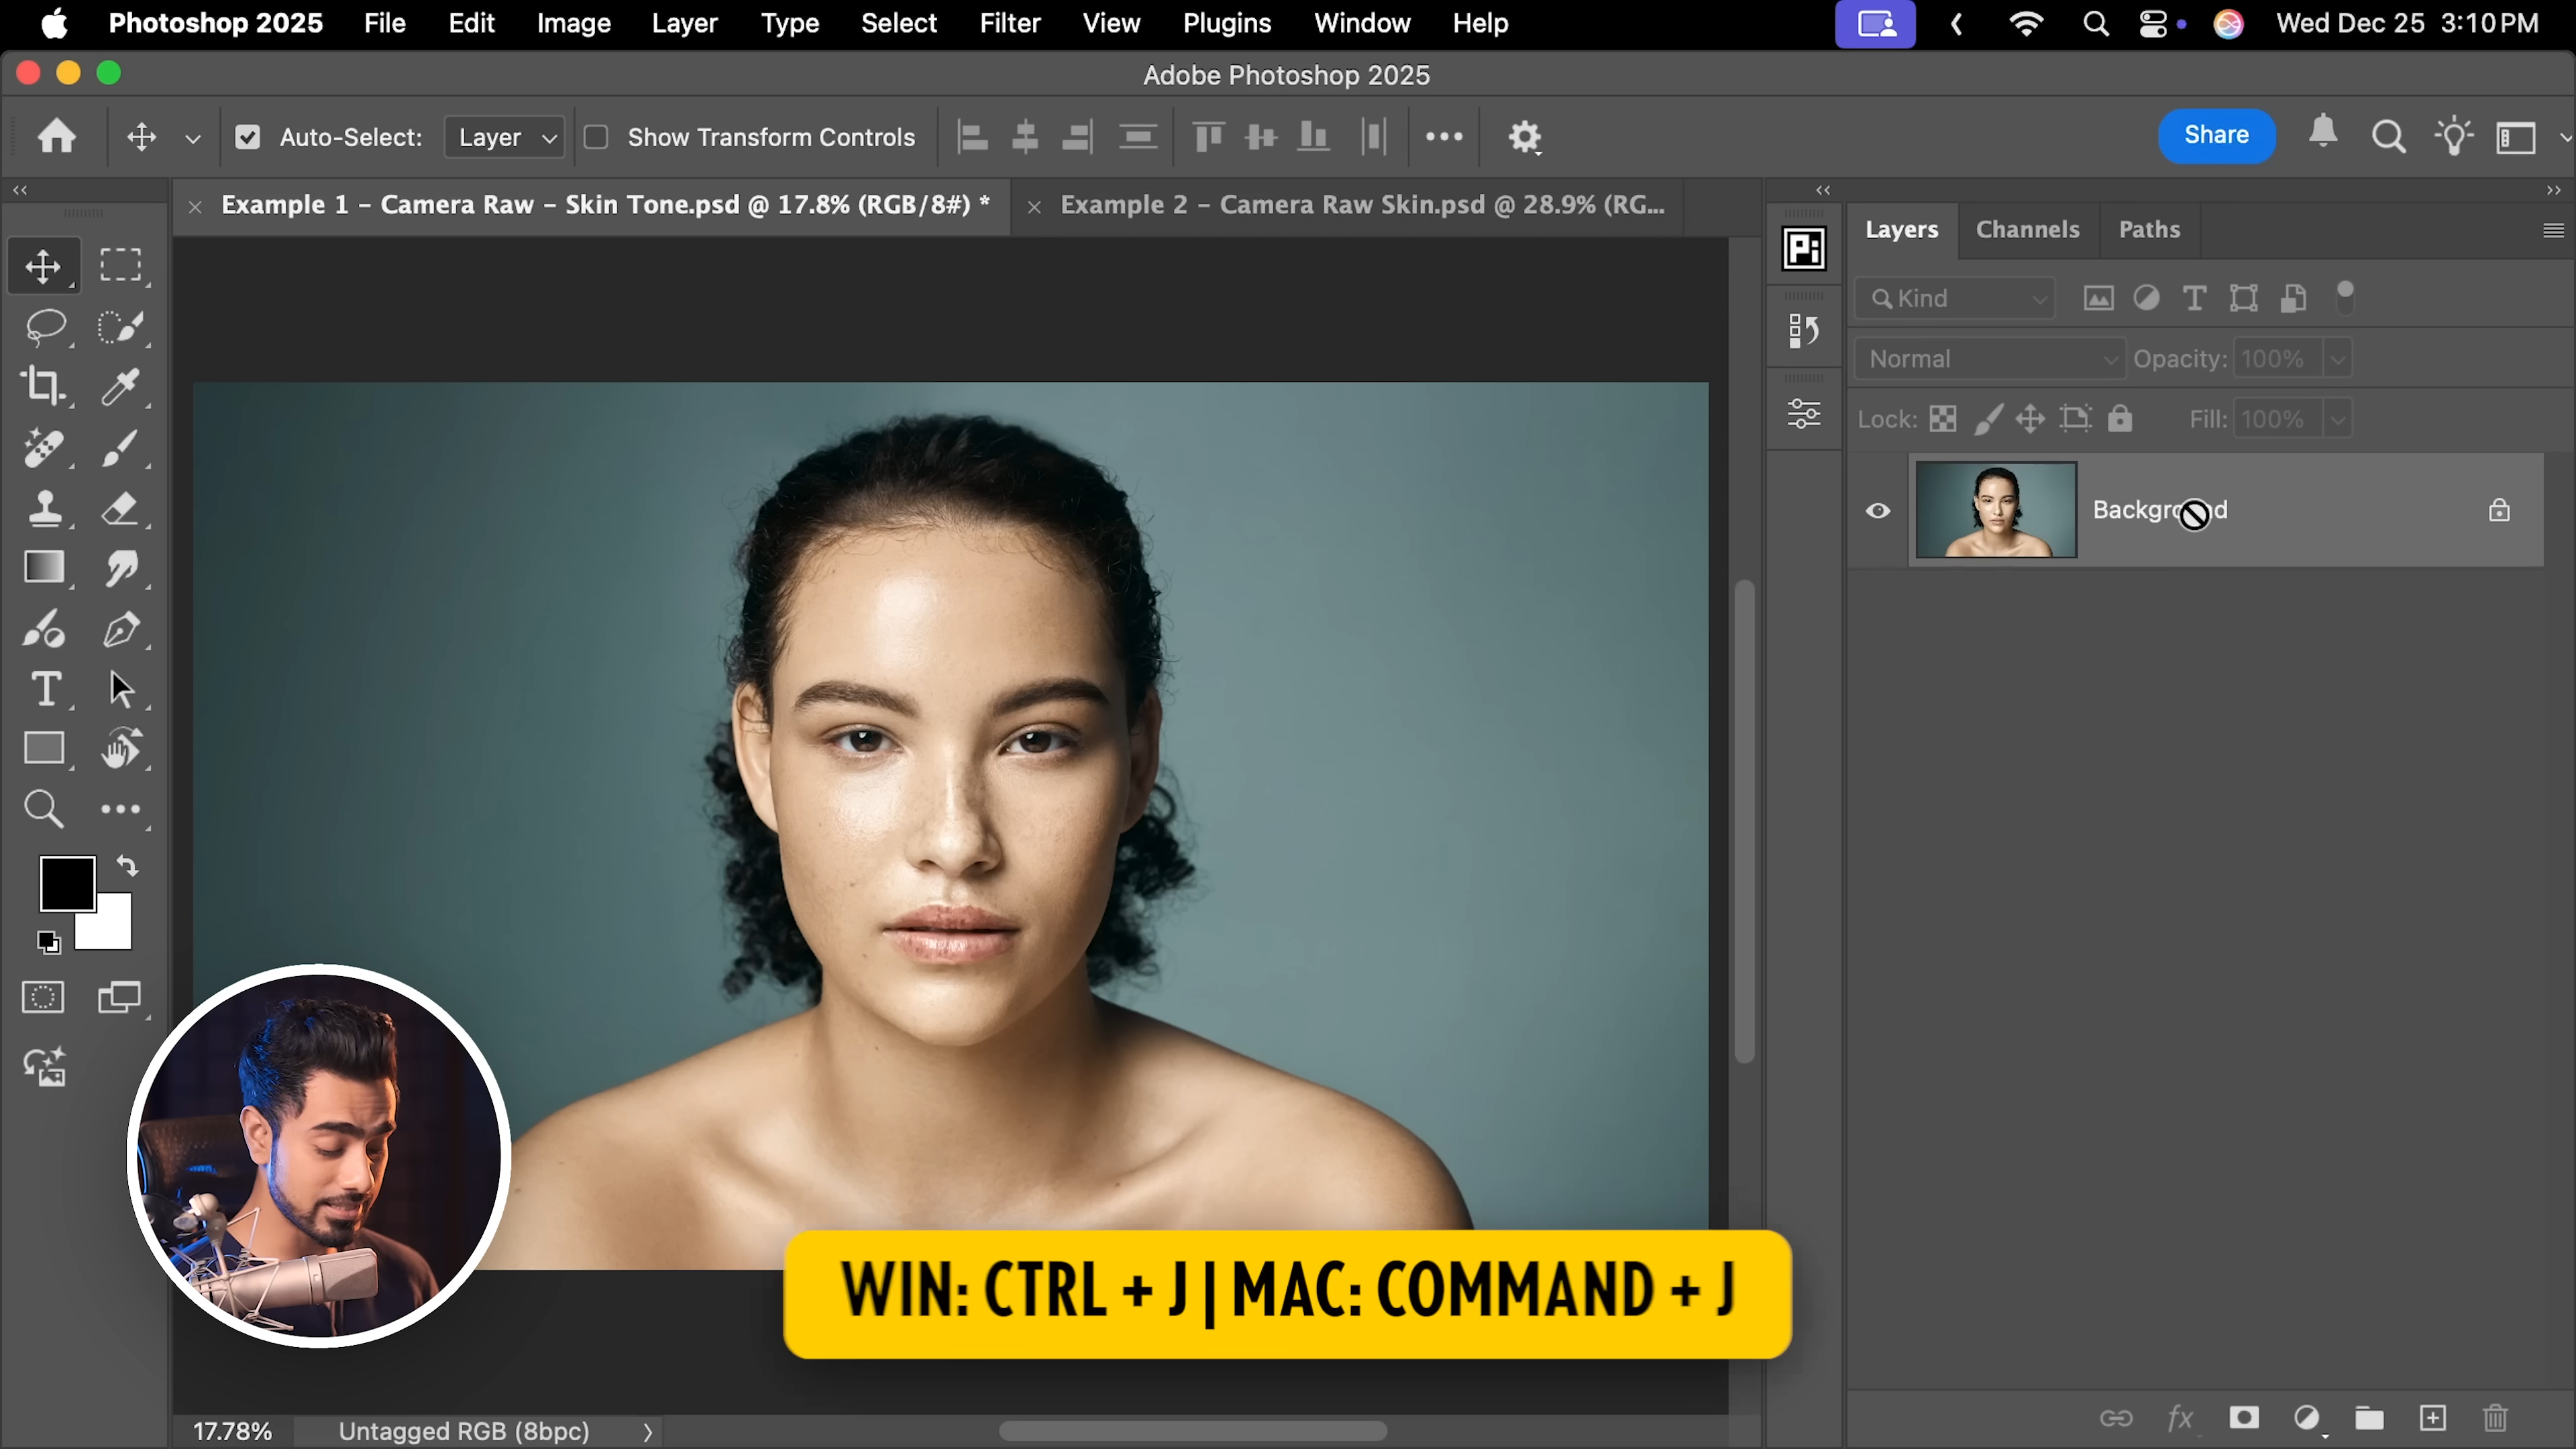 Photoshop 2025 File Edit Image Layer Type Select Filter View Plugins Window Help Wed Dec 25 3:10 PM
Adobe Photoshop 2025
Auto-Select: Layer Show Transform Controls Share
Example 1 - Camera Raw - Skin Tone.psd @ 17.8% (RGB/8#) * Example 2 - Camera Raw Skin.psd @ 28.9% (RG...
Layers Channels Paths
Pi
Kind
Normal Opacity: 100%
Lock: Fill: 100%
Background
WIN: CTRL + J | MAC: COMMAND + J
fx
17.78% Untagged RGB (8bpc)